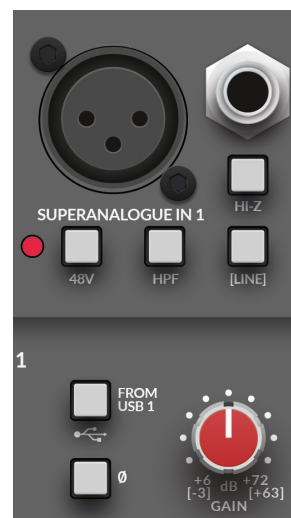 HI-Z
SUPERANALOGUE IN 1
48V HPF [LINE]
1
FROM
USB 1
Ø
+6 dB +72
[-3] [+63]
GAIN